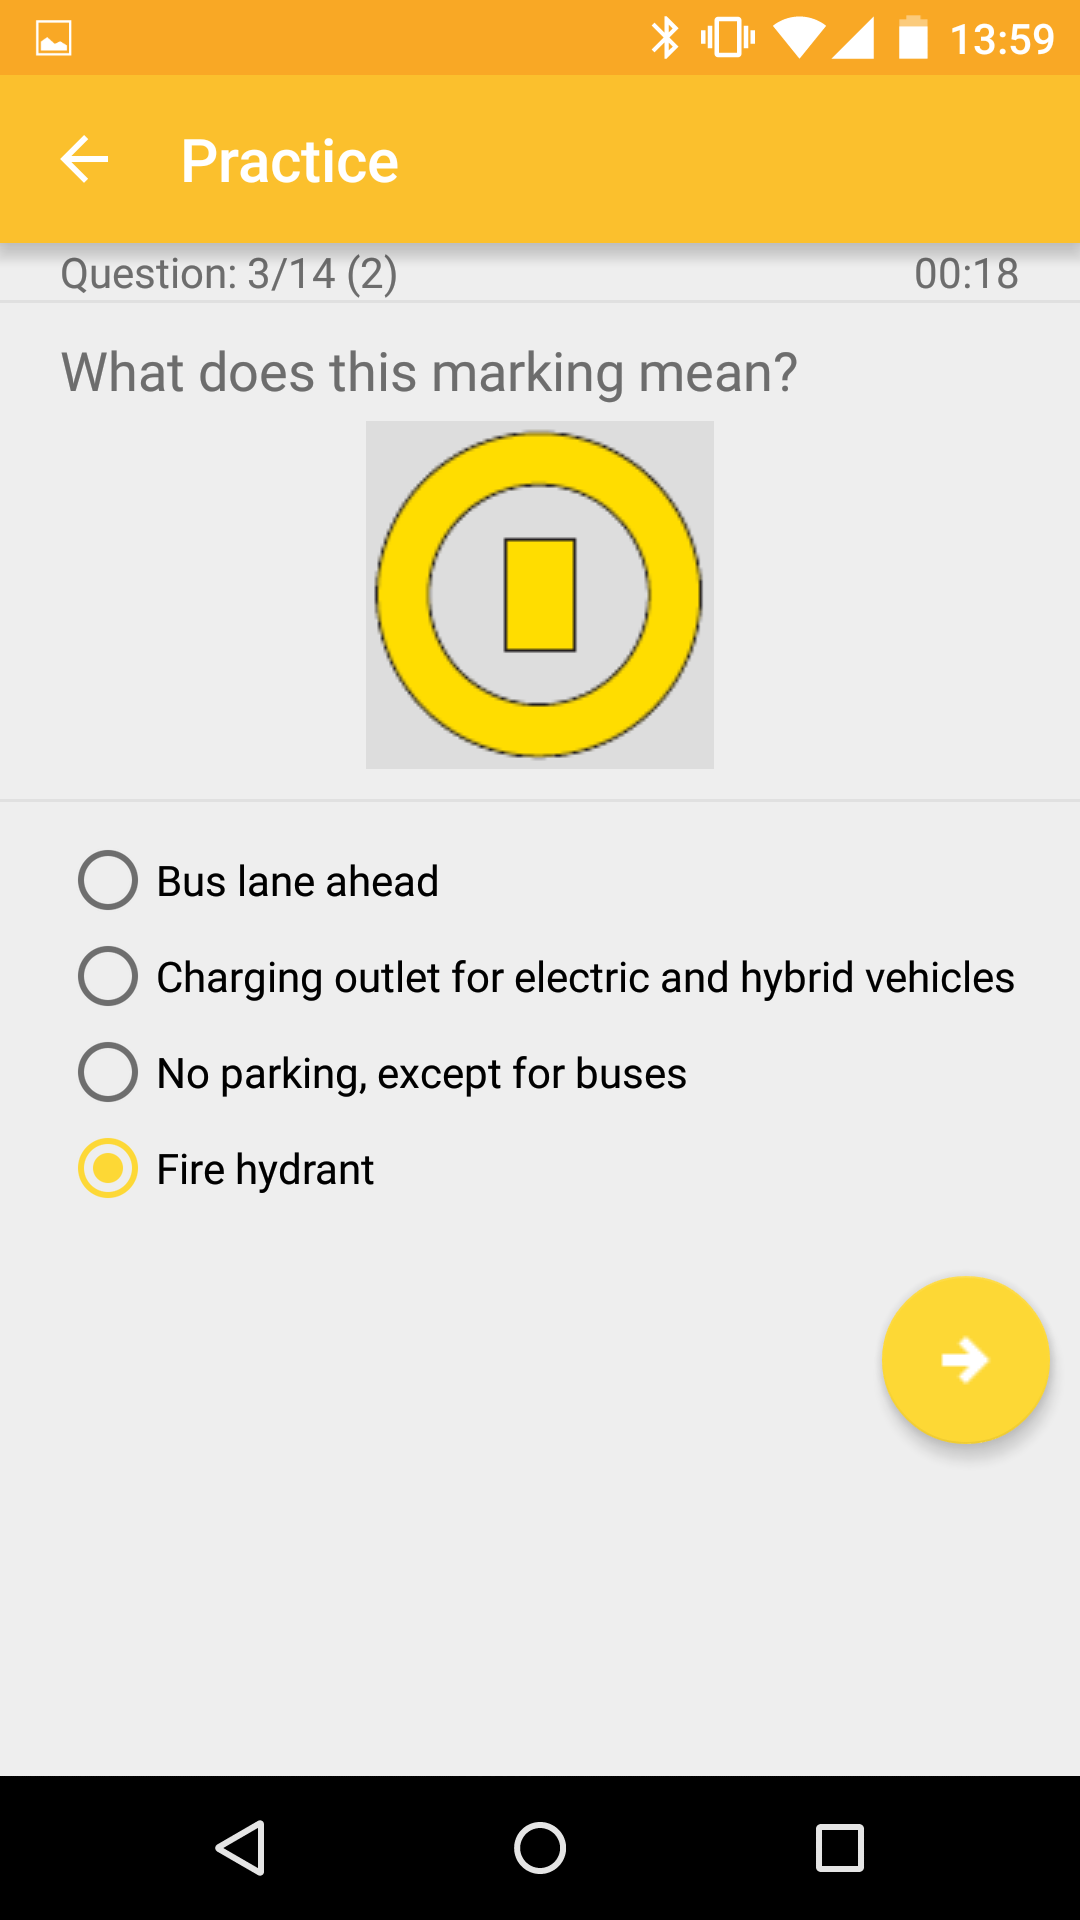 13:59
Practice
Question: 3/14 (2) 00:18
What does this marking mean?
Bus lane ahead
Charging outlet for electric and hybrid vehicles
No parking, except for buses
Fire hydrant